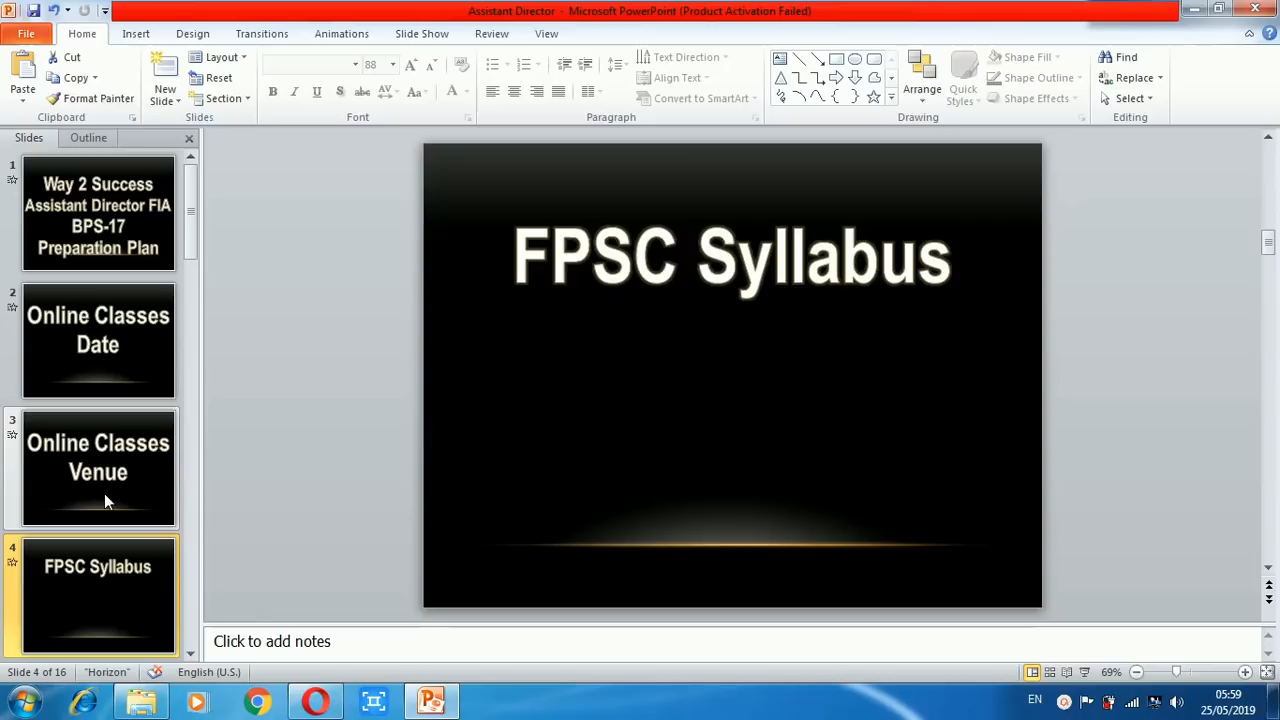 Assistant Director - Microsoft PowerPoint (Product Activation Failed)
File Home Insert Design Transitions Animations Slide Show Review View
Paste
Cut
Copy
Format Painter
Clipboard
New Slide
Layout
Reset
Section
Slides
88
Font
Text Direction
Align Text
Convert to SmartArt
Paragraph
Arrange
Quick Styles
Shape Fill
Shape Outline
Shape Effects
Drawing
Find
Replace
Select
Editing
Slides Outline
1
Way 2 Success
Assistant Director FIA
BPS-17
Preparation Plan
2
Online Classes
Date
3
Online Classes
Venue
4
FPSC Syllabus
FPSC Syllabus
Click to add notes
Slide 4 of 16 "Horizon" English (U.S.) 69%
EN 05:59
25/05/2019